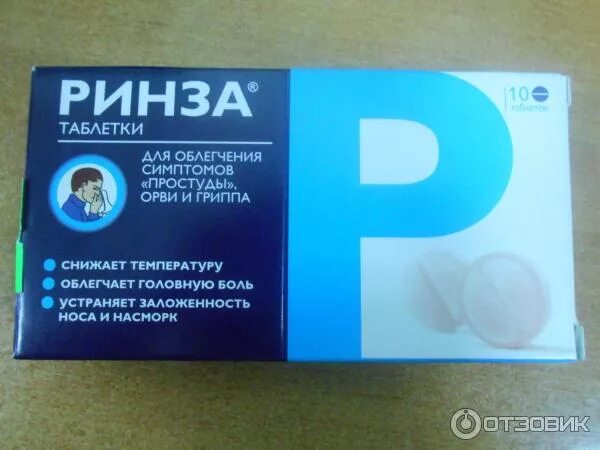 РИНЗА®
ТАБЛЕТКИ
ДЛЯ ОБЛЕГЧЕНИЯ
СИМПТОМОВ
«ПРОСТУДЫ»,
ОРВИ И ГРИППА
СНИЖАЕТ ТЕМПЕРАТУРУ
ОБЛЕГЧАЕТ ГОЛОВНУЮ БОЛЬ
УСТРАНЯЕТ ЗАЛОЖЕННОСТЬ
НОСА И НАСМОРК
Р
10
таблеток
ОТЗОВИК